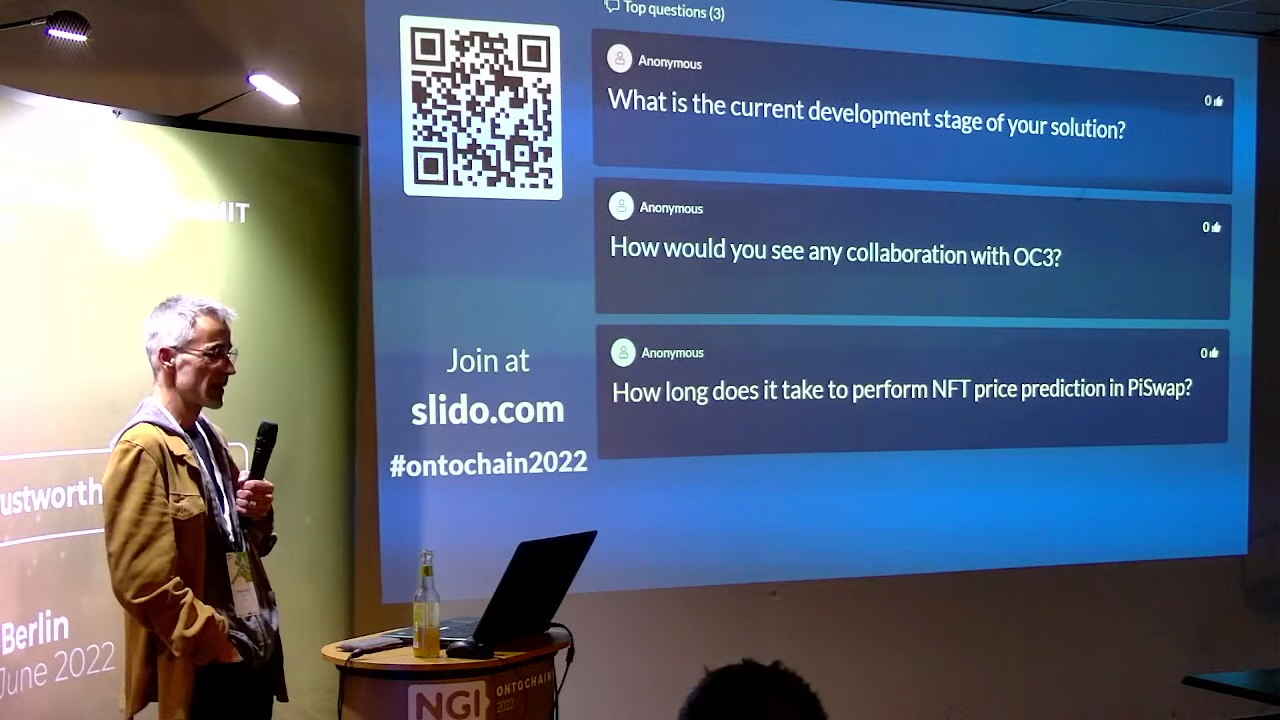 Top questions (3)
Anonymous
0
What is the current development stage of your solution?
Anonymous
0
How would you see any collaboration with OC3?
Anonymous
0
How long does it take to perform NFT price prediction in PiSwap?
Join at
slido.com
#ontochain2022
Berlin
June 2022
NGI
ONTOCHAIN
2022